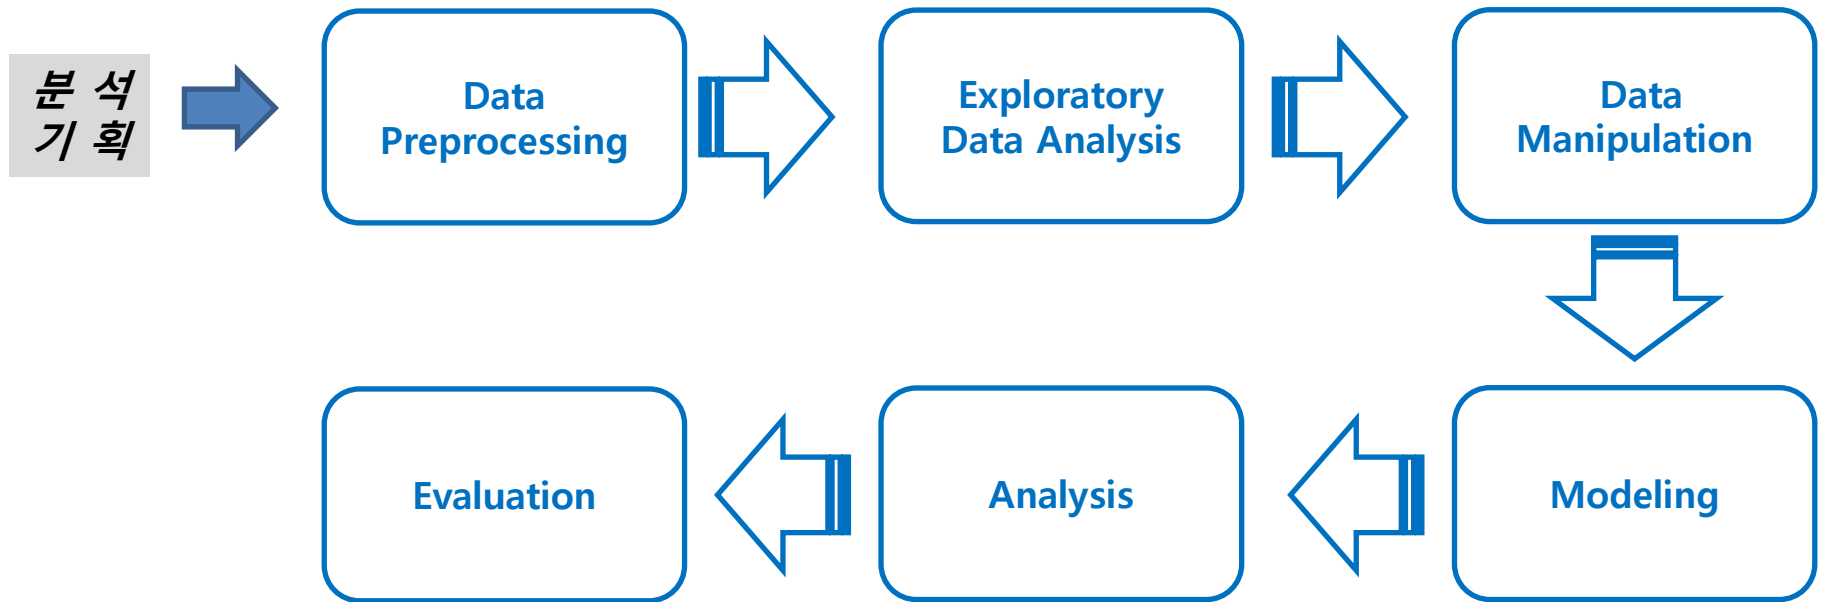 분 석
기 획
Data
Preprocessing
Exploratory
Data Analysis
Data
Manipulation
Modeling
Analysis
Evaluation